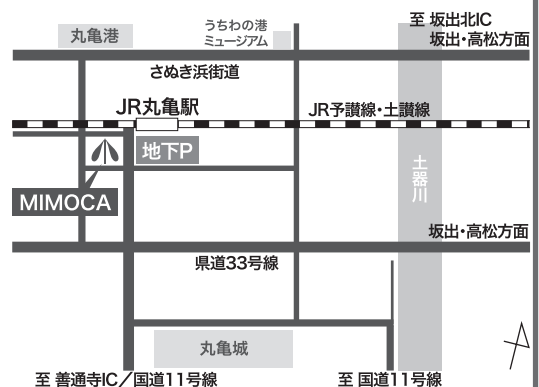 至 坂出北IC
坂出・高松方面
丸亀港
うちわの港
ミュージアム
さぬき浜街道
JR丸亀駅
JR予讃線・土讃線
地下P
土器川
MIMOCA
坂出・高松方面
県道33号線
丸亀城
至 善通寺IC／国道11号線
至 国道11号線